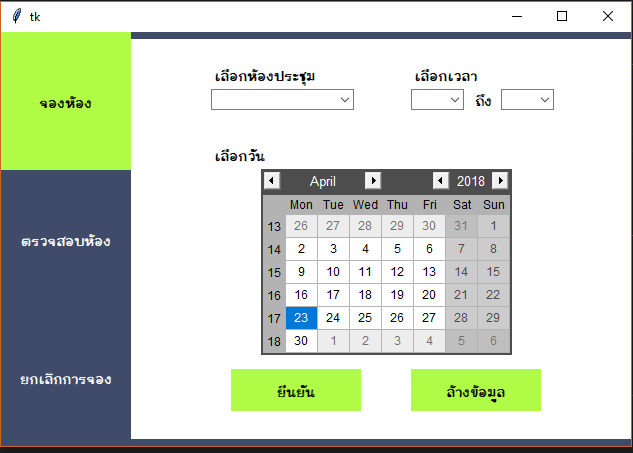 tk
จองห้อง
ตรวจสอบห้อง
ยกเลิกการจอง
เลือกห้องประชุม เลือกเวลา
ถึง
เลือกวัน
April 2018
Mon Tue Wed Thu Fri Sat Sun
13 26 27 28 29 30 31 1
14 2 3 4 5 6 7 8
15 9 10 11 12 13 14 15
16 16 17 18 19 20 21 22
17 23 24 25 26 27 28 29
18 30 1 2 3 4 5 6
ยืนยัน ล้างข้อมูล